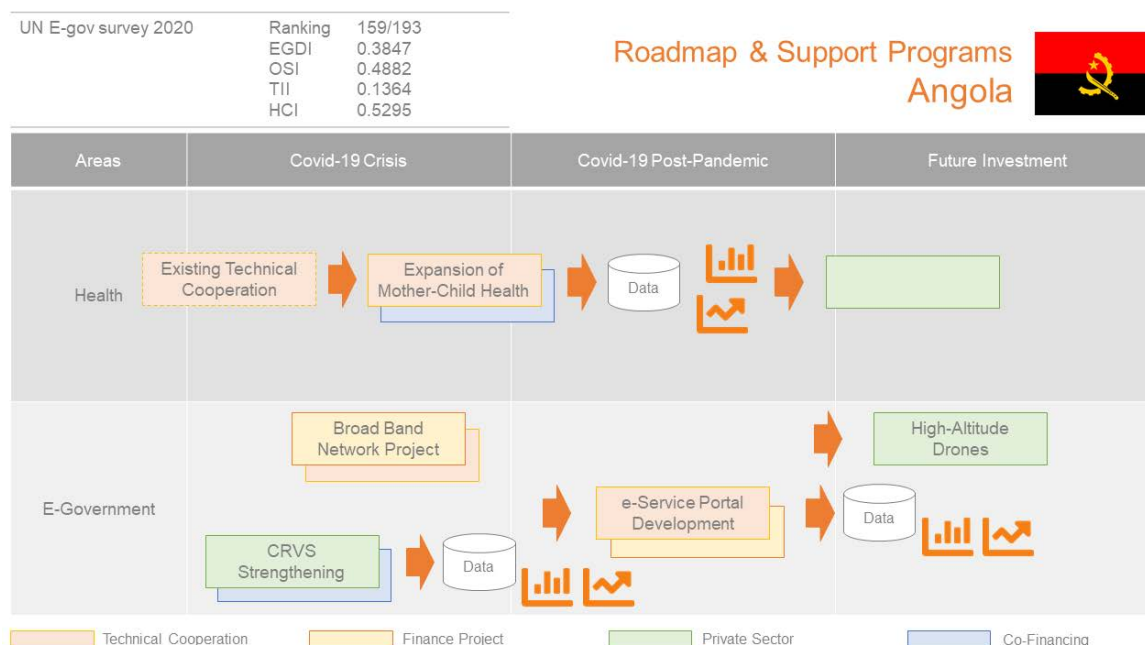 UN E-gov survey 2020
Ranking 159/193
EGDI 0.3847
OSI 0.4882
TII 0.1364
HCI 0.5295
Roadmap & Support Programs
Angola
Areas
Covid-19 Crisis
Covid-19 Post-Pandemic
Future Investment
Health
Existing Technical
Cooperation
Expansion of
Mother-Child Health
Data
E-Government
Broad Band
Network Project
CRVS
Strengthening
Data
e-Service Portal
Development
High-Altitude
Drones
Data
Technical Cooperation
Finance Project
Private Sector
Co-Financing